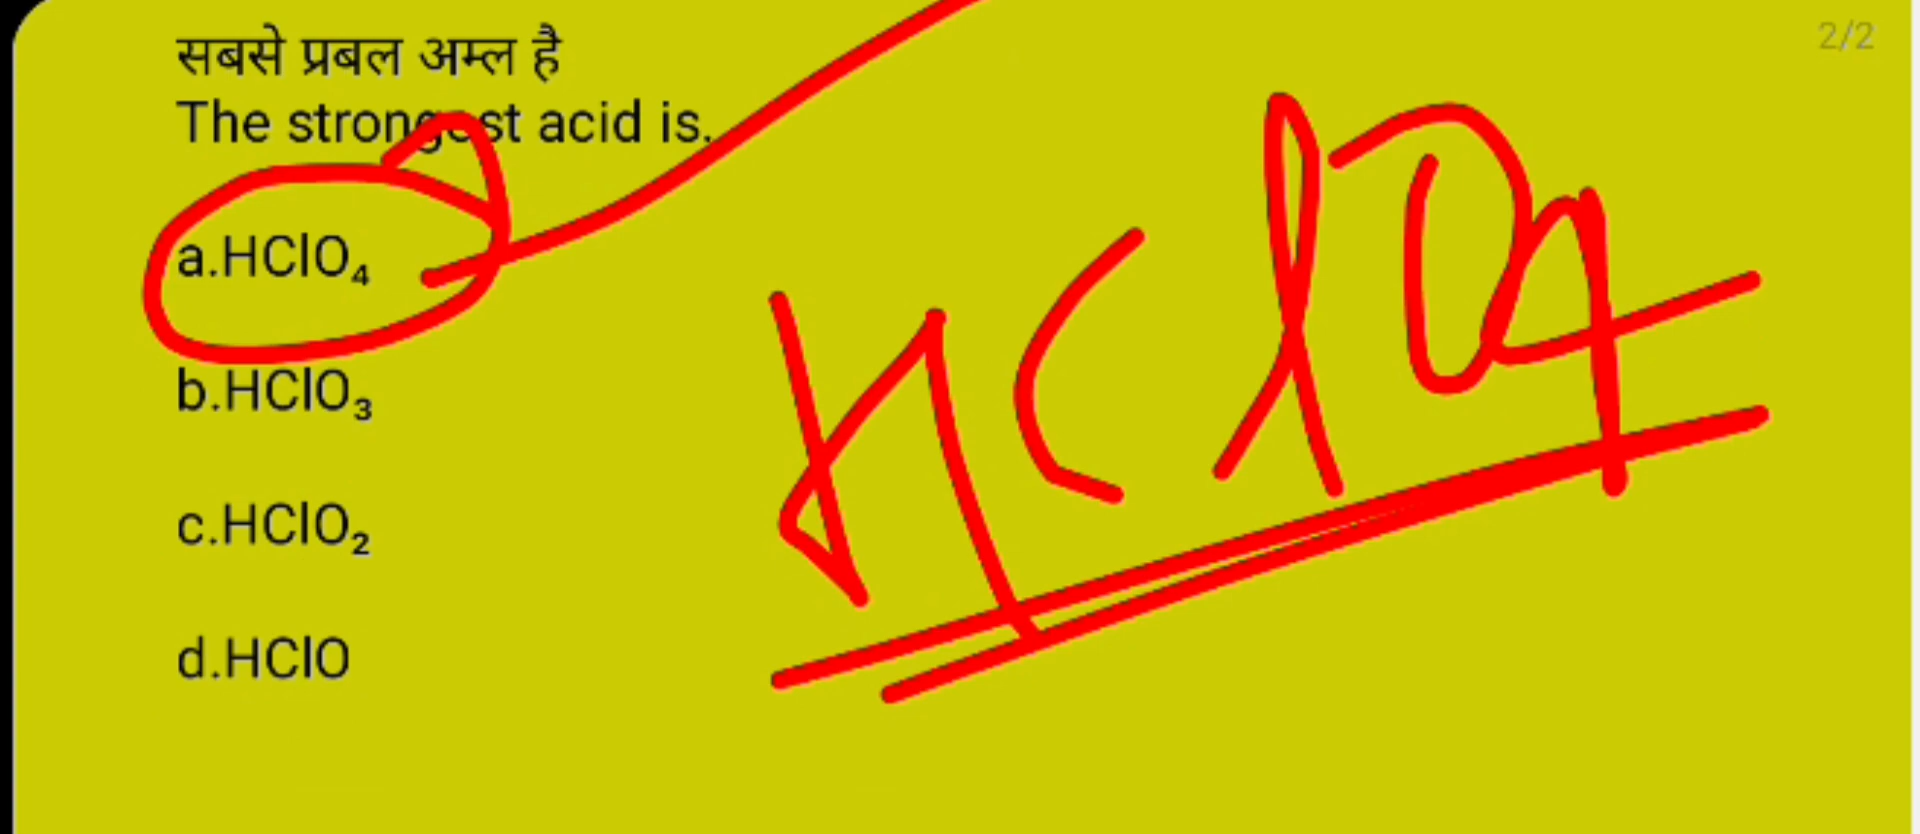 2/2
सबसे प्रबल अम्ल है
The strongest acid is.
a.HClO₄
HClO4
b.HClO₃
c.HClO₂
d.HClO